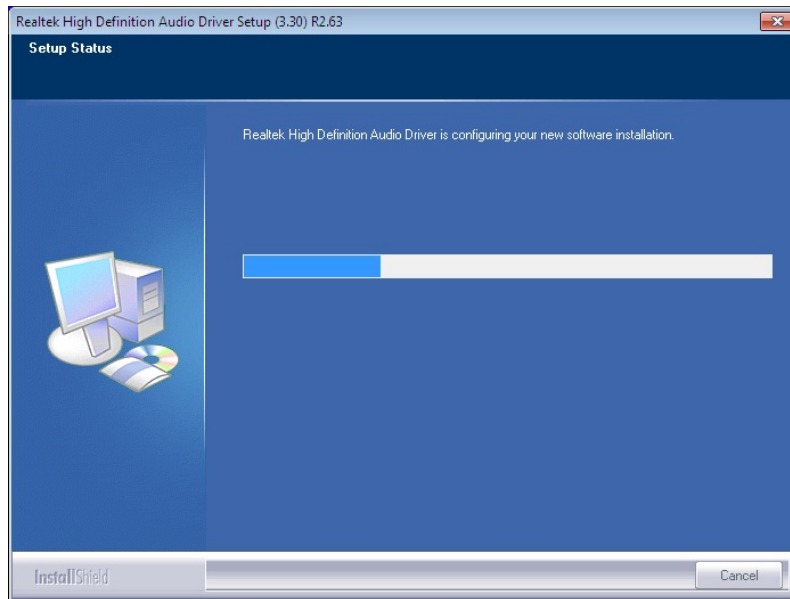 Realtek High Definition Audio Driver Setup (3.30) R2.63
Setup Status
Realtek High Definition Audio Driver is configuring your new software installation.
InstallShield
Cancel